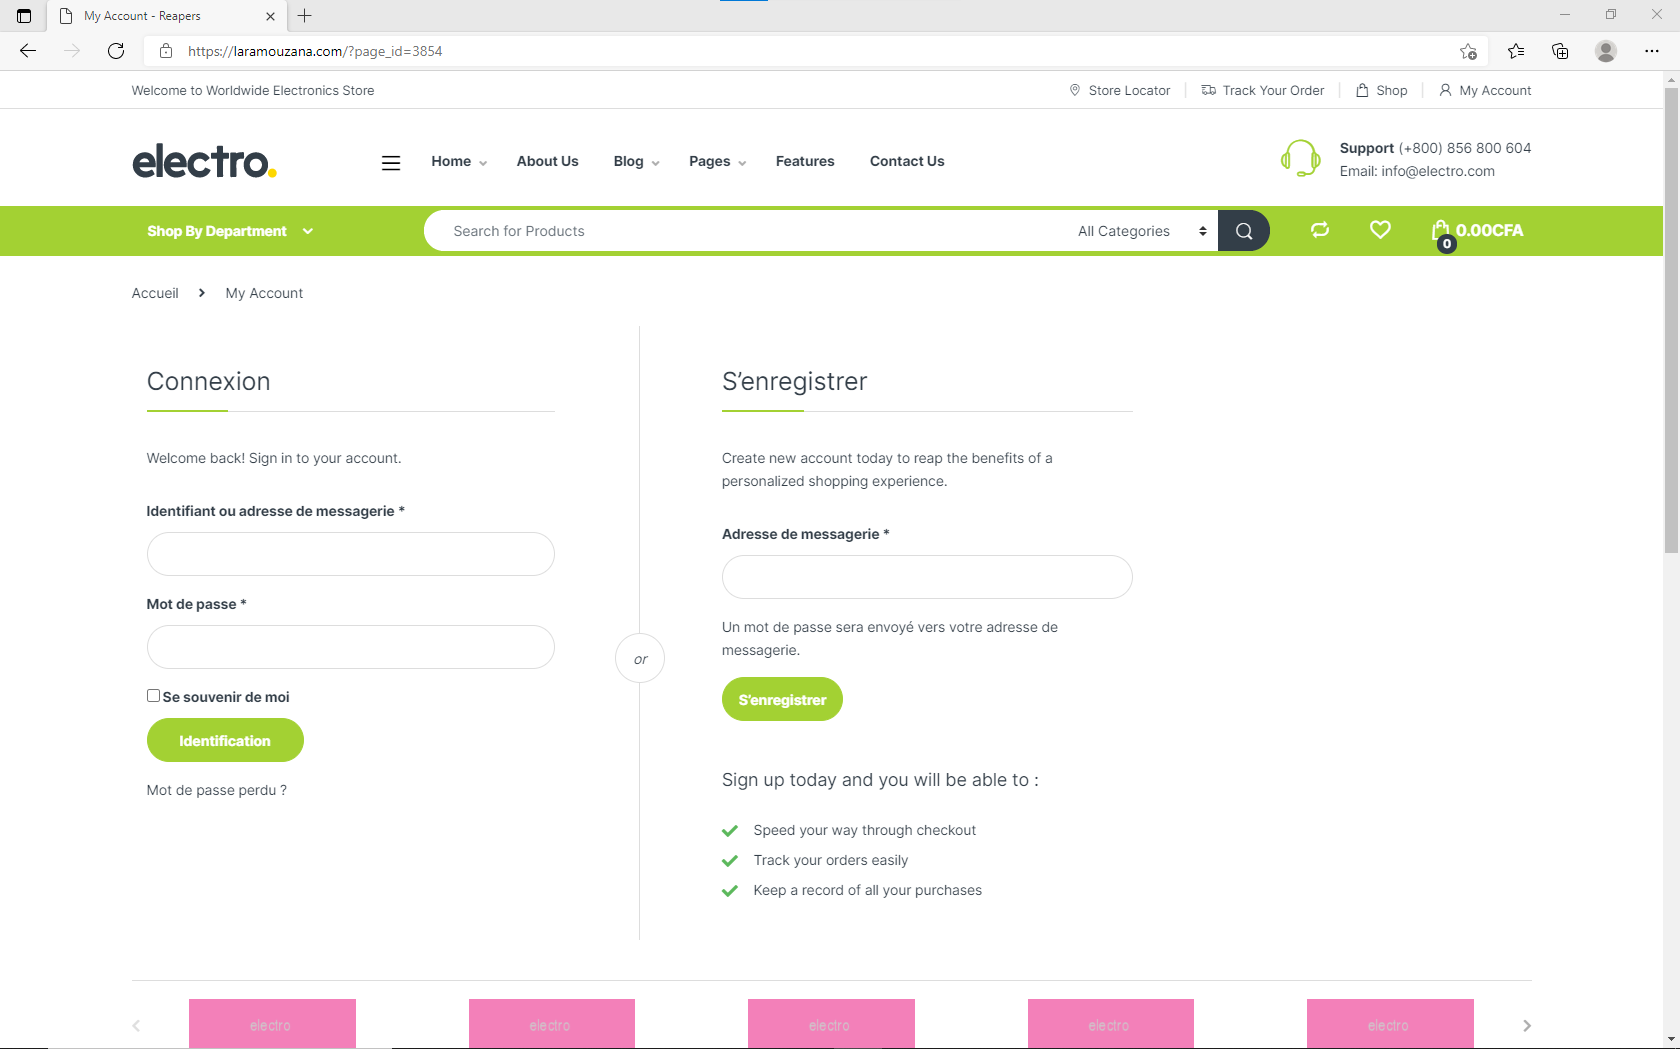 My Account - Reapers
https://laramouzana.com/?page_id=3854
Welcome to Worldwide Electronics Store
Store Locator
Track Your Order
Shop
My Account
electro.
Home
About Us
Blog
Pages
Features
Contact Us
Support (+800) 856 800 604
Email: info@electro.com
Shop By Department
Search for Products
All Categories
0
0.00CFA
Accueil
My Account
Connexion
Welcome back! Sign in to your account.
Identifiant ou adresse de messagerie *
Mot de passe *
Se souvenir de moi
Identification
Mot de passe perdu ?
or
S’enregistrer
Create new account today to reap the benefits of a
personalized shopping experience.
Adresse de messagerie *
Un mot de passe sera envoyé vers votre adresse de
messagerie.
S’enregistrer
Sign up today and you will be able to :
Speed your way through checkout
Track your orders easily
Keep a record of all your purchases
electro
electro
electro
electro
electro